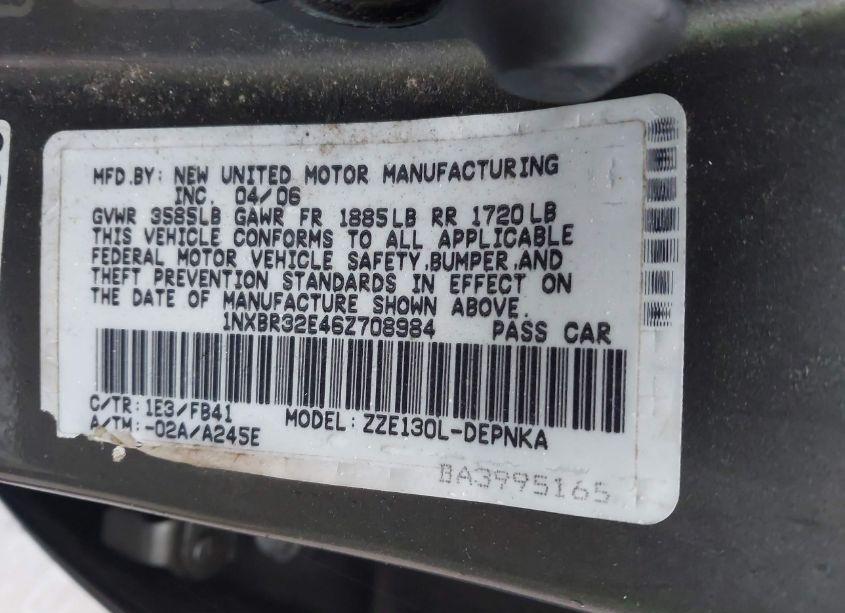 MFD.BY: NEW UNITED MOTOR MANUFACTURING
INC. 04/06
GVWR 3585LB GAWR FR 1885LB RR 1720LB
THIS VEHICLE CONFORMS TO ALL APPLICABLE
FEDERAL MOTOR VEHICLE SAFETY,BUMPER,AND
THEFT PREVENTION STANDARDS IN EFFECT ON
THE DATE OF MANUFACTURE SHOWN ABOVE.
1NXBR32E46Z708984 PASS CAR
C/TR:1E3/FB41 MODEL:ZZE130L-DEPNKA
A/TM:-02A/A245E
BA3995165